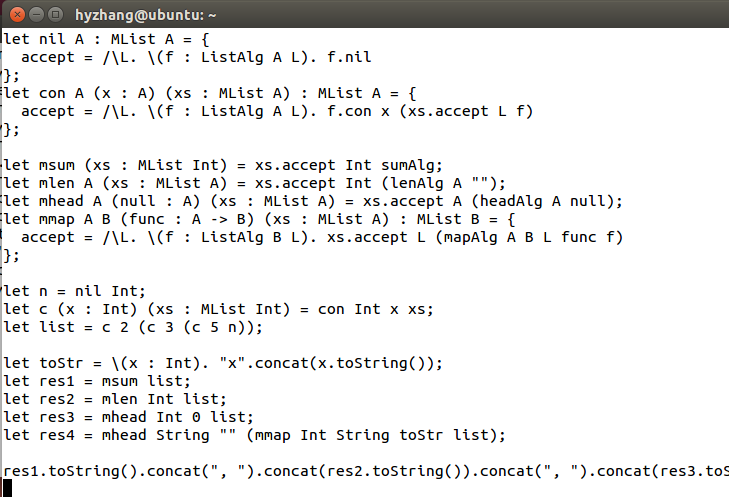 hyzhang@ubuntu: ~
let nil A : MList A = {
  accept = /\L. \(f : ListAlg A L). f.nil
};
let con A (x : A) (xs : MList A) : MList A = {
  accept = /\L. \(f : ListAlg A L). f.con x (xs.accept L f)
};

let msum (xs : MList Int) = xs.accept Int sumAlg;
let mlen A (xs : MList A) = xs.accept Int (lenAlg A "");
let mhead A (null : A) (xs : MList A) = xs.accept A (headAlg A null);
let mmap A B (func : A -> B) (xs : MList A) : MList B = {
  accept = /\L. \(f : ListAlg B L). xs.accept L (mapAlg A B L func f)
};

let n = nil Int;
let c (x : Int) (xs : MList Int) = con Int x xs;
let list = c 2 (c 3 (c 5 n));

let toStr = \(x : Int). "x".concat(x.toString());
let res1 = msum list;
let res2 = mlen Int list;
let res3 = mhead Int 0 list;
let res4 = mhead String "" (mmap Int String toStr list);

res1.toString().concat(", ").concat(res2.toString()).concat(", ").concat(res3.toS